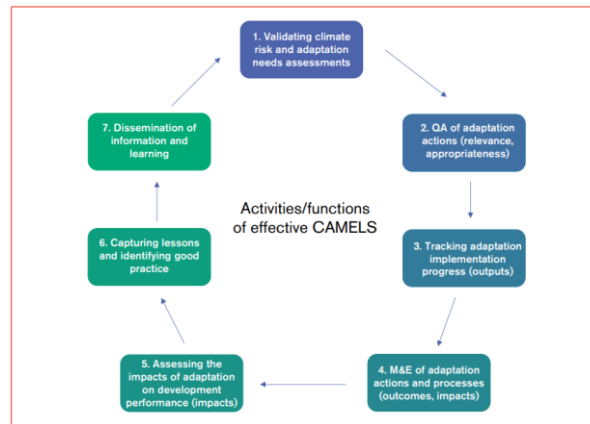 1. Validating climate
risk and adaptation
needs assessments
2. QA of adaptation
actions (relevance,
appropriateness)
3. Tracking adaptation
implementation
progress (outputs)
4. M&E of adaptation
actions and processes
(outcomes, impacts)
5. Assessing the
impacts of adaptation
on development
performance (impacts)
6. Capturing lessons
and identifying good
practice
7. Dissemination of
information and
learning
Activities/functions
of effective CAMELS